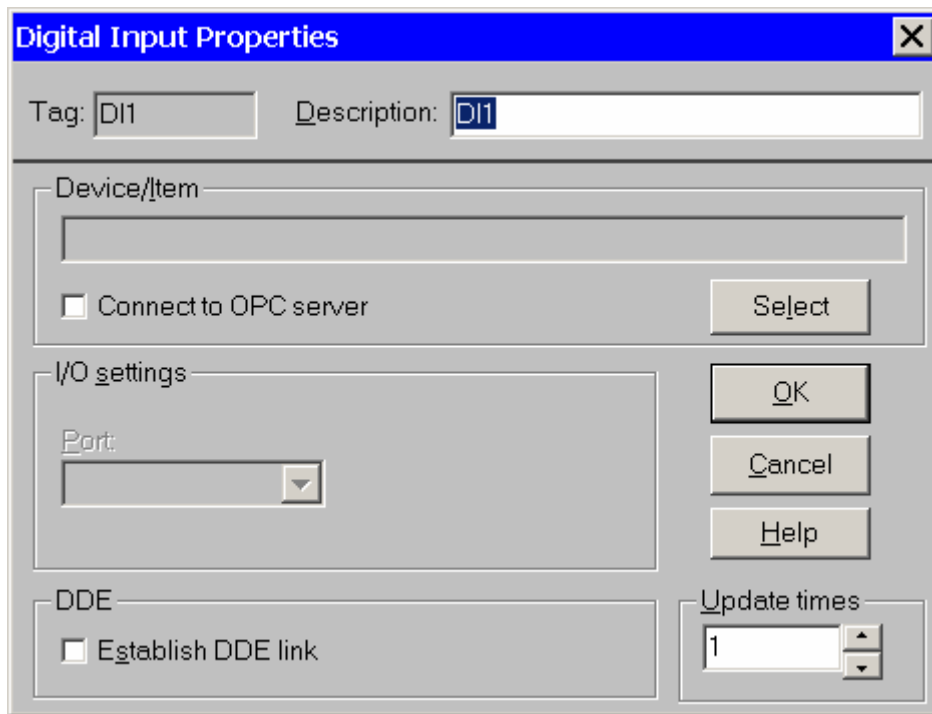 Digital Input Properties
Tag: DI1 Description: DI1
Device/Item
Connect to OPC server Select
I/O settings
OK
Port:
Cancel
Help
DDE Update times
Establish DDE link 1